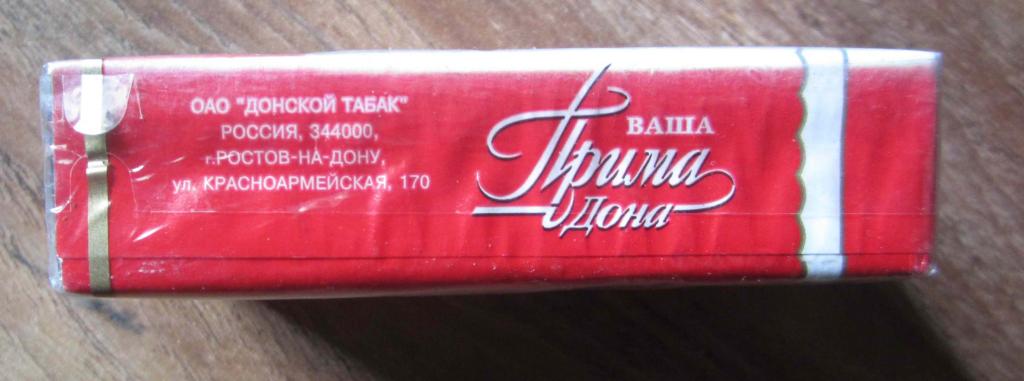 ОАО "ДОНСКОЙ ТАБАК"
РОССИЯ, 344000,
г.РОСТОВ-НА-ДОНУ,
ул. КРАСНОАРМЕЙСКАЯ, 170
ВАША
Прима
Дона